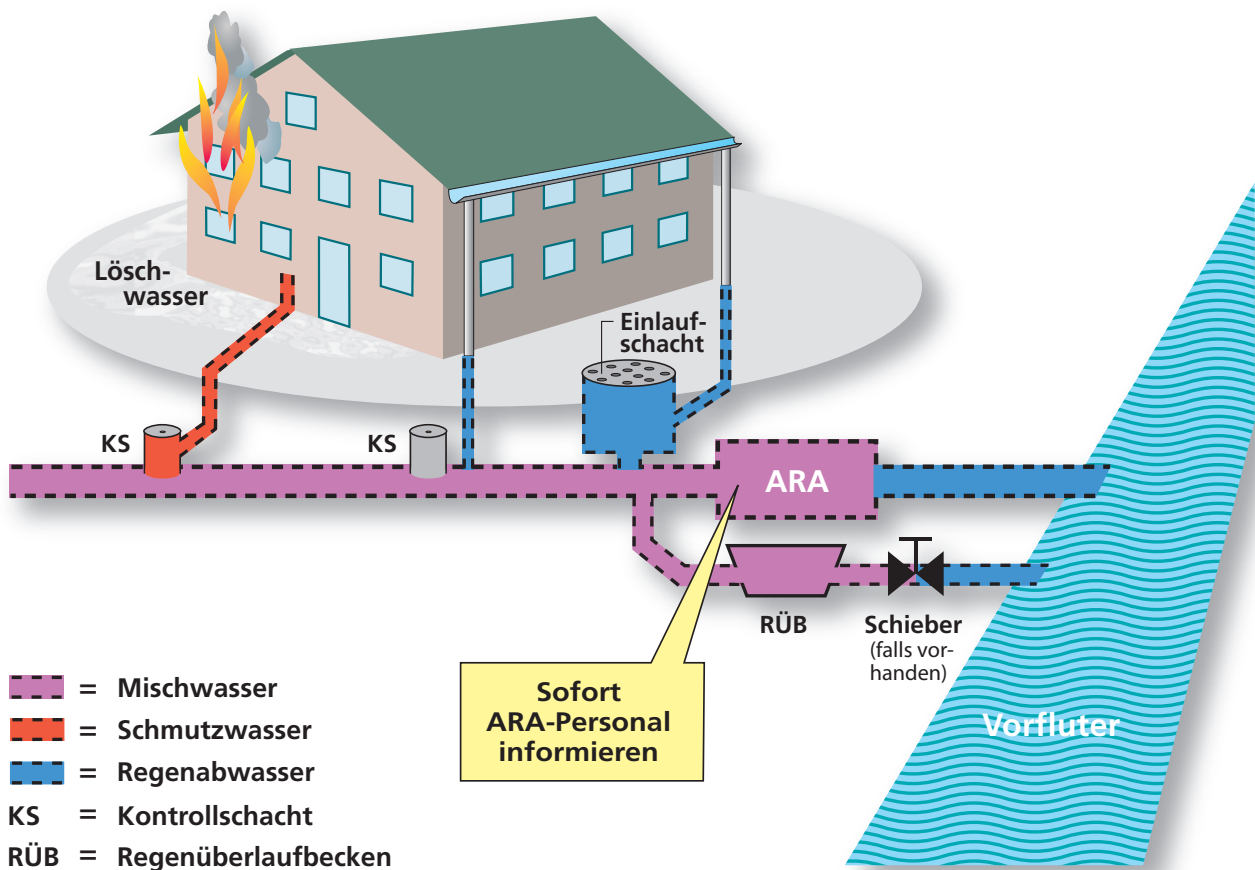 Lösch-
wasser
Einlauf-
schacht
KS
KS
ARA
RÜB
Schieber
(falls vor-
handen)
Sofort
ARA-Personal
informieren
Vorfluter
= Mischwasser
= Schmutzwasser
= Regenabwasser
KS = Kontrollschacht
RÜB = Regenüberlaufbecken